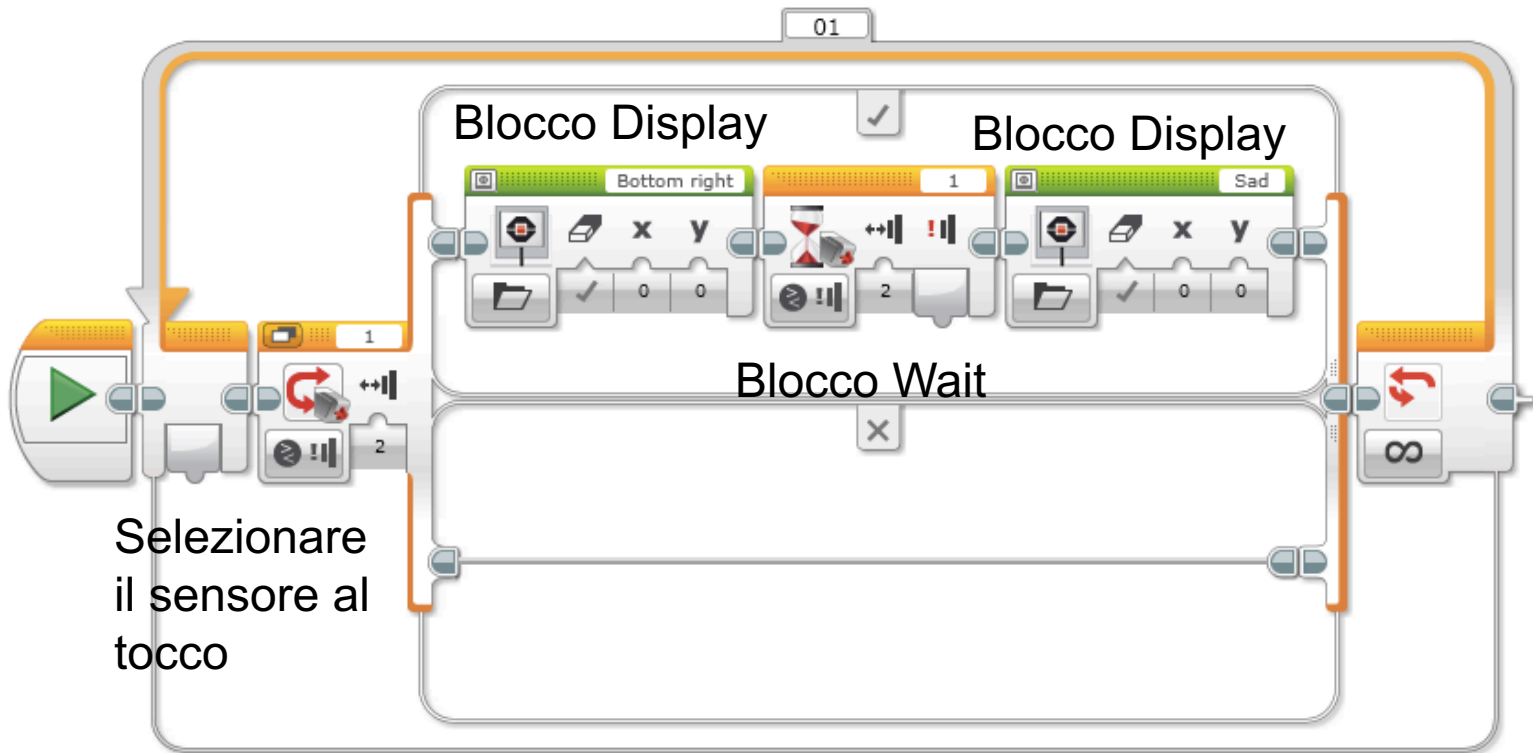 01
Blocco Display
Blocco Display
Bottom right
1
Sad
x y
x y
0 0
2
0 0
Blocco Wait
1
2
∞
Selezionare
il sensore al
tocco